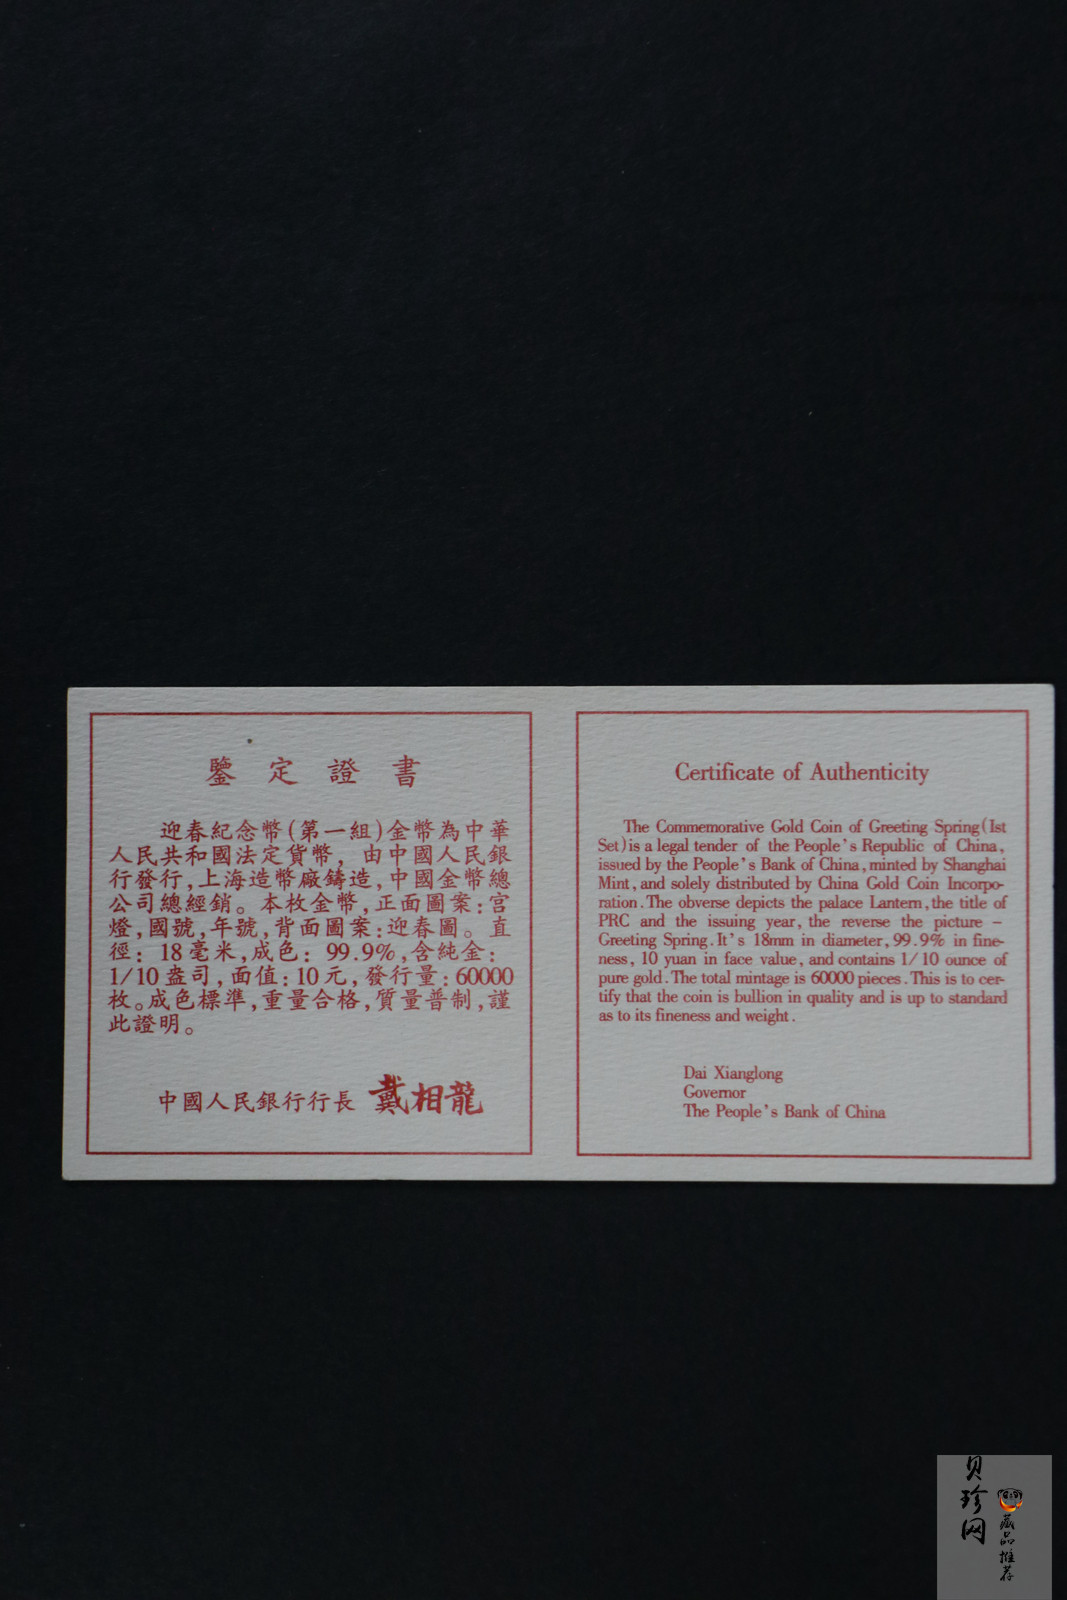 鑒定證書
迎春紀念幣(第一組)金幣為中華
人民共和國法定貨幣，由中國人民銀
行發行，上海造幣廠鑄造，中國金幣總
公司總經銷。本枚金幣，正面圖案：宮
燈，國號，年號，背面圖案：迎春圖。直
徑：18毫米，成色：99.9%，含純金：
1/10盎司，面值：10元，發行量：60000
枚。成色標準，重量合格，質量普制，謹
此證明。
中國人民銀行行長 戴相龍
Certificate of Authenticity
The Commemorative Gold Coin of Greeting Spring(Ist
Set)is a legal tender of the People's Republic of China,
issued by the People's Bank of China, minted by Shanghai
Mint, and solely distributed by China Gold Coin Incorpo-
ration. The obverse depicts the palace Lantern, the title of
PRC and the issuing year, the reverse the picture –
Greeting Spring. It's 18mm in diameter, 99.9% in fine-
ness, 10 yuan in face value, and contains 1/10 ounce of
pure gold. The total mintage is 60000 pieces. This is to cer-
tify that the coin is bullion in quality and is up to standard
as to its fineness and weight.
Dai Xianglong
Governor
The People's Bank of China
贝珍网
藏品推荐